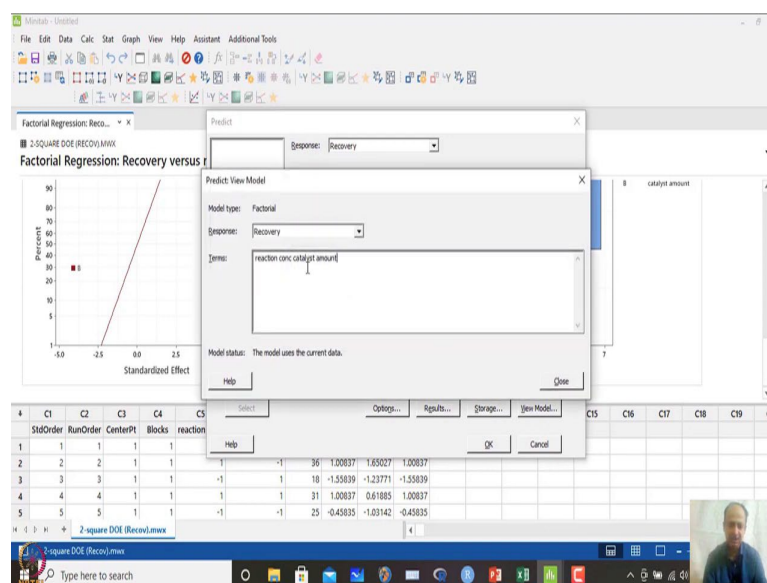 Minitab - Untitled
File Edit Data Calc Stat Graph View Help Assistant Additional Tools
Factorial Regression: Reco...
2-SQUARE DOE (RECOV).MWX
Factorial Regression: Recovery versus r
90
80
70
60
50
40
30
20
10
5
1
Percent
B
-5.0 -2.5 0.0 2.5
Standardized Effect
B catalyst amount
7
Predict
Response: Recovery
Predict: View Model
Model type: Factorial
Response: Recovery
Terms: reaction conc catalyst amount
Model status: The model uses the current data.
Help Close
Select Options... Results... Storage... View Model...
Help OK Cancel
C1 C2 C3 C4 C5 C15 C16 C17 C18 C19
StdOrder RunOrder CenterPt Blocks reaction
1 1 1 1 1
2 2 2 1 1 1 -1 36 1.00837 1.65027 1.00837
3 3 3 1 1 -1 1 18 -1.55839 -1.23771 -1.55839
4 4 4 1 1 1 1 31 1.00837 0.61885 1.00837
5 5 5 1 1 -1 -1 25 -0.45835 -1.03142 -0.45835
2-square DOE (Recov).mwx
2-square DOE (Recov).mwx
Type here to search